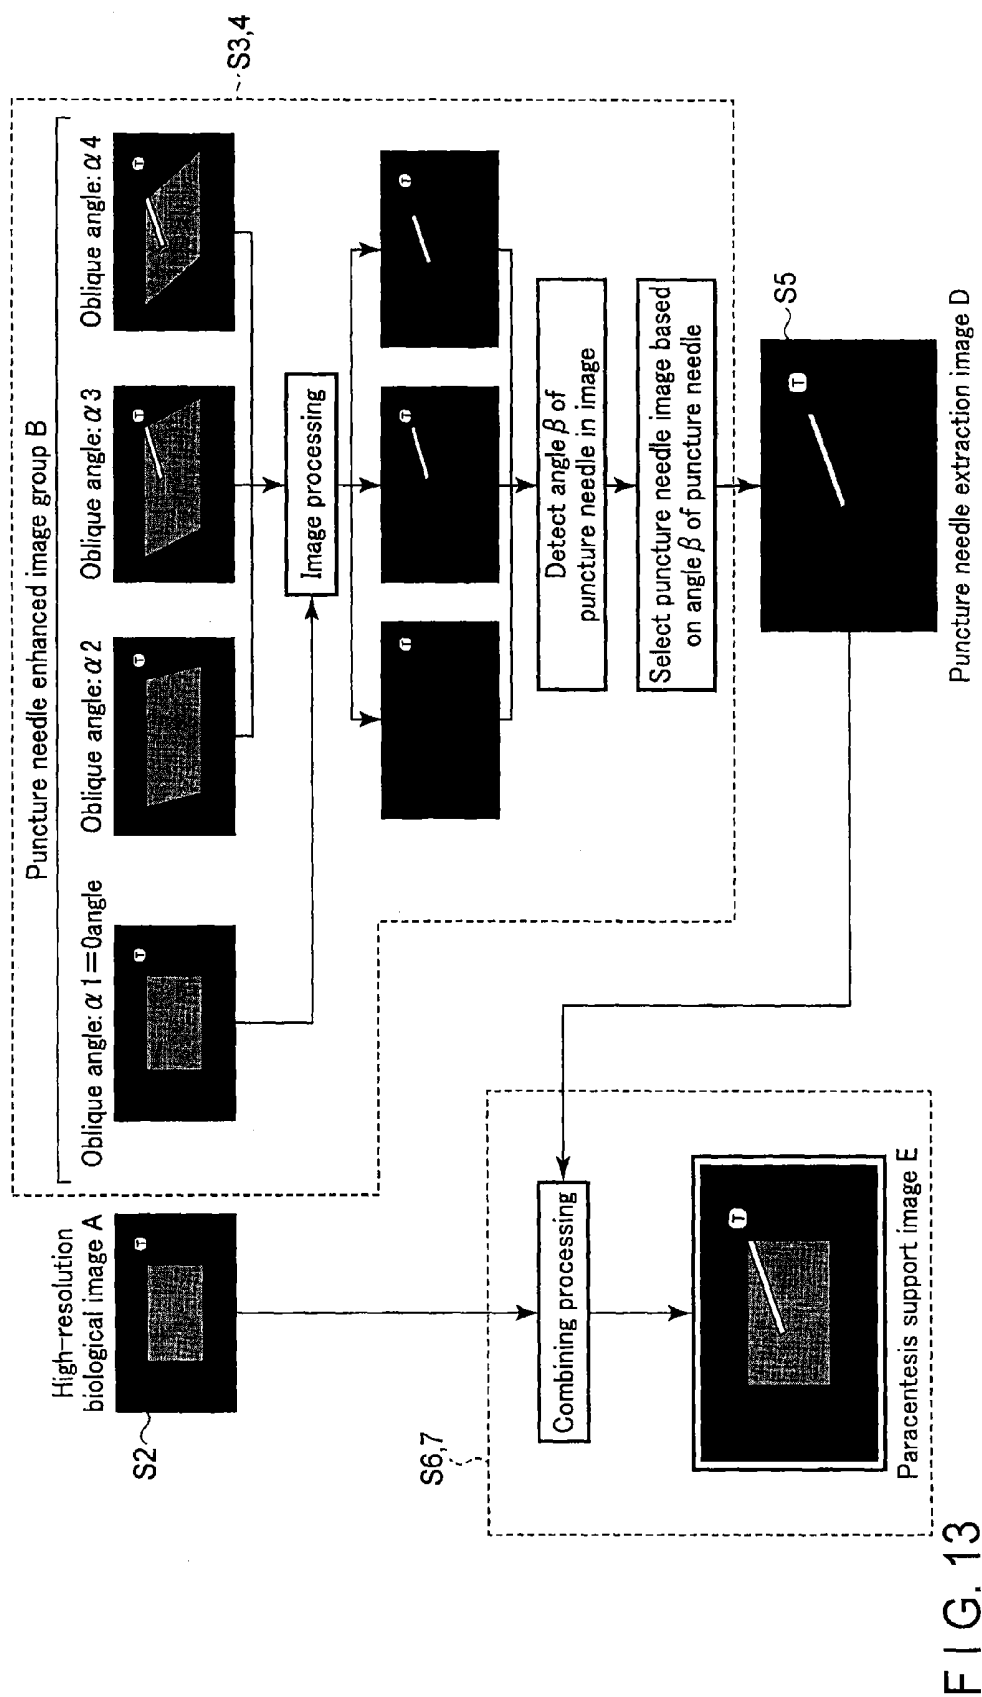 Puncture needle enhanced image group B
High-resolution
biological image A
Oblique angle: α1=0angle
Oblique angle: α2
Oblique angle: α3
Oblique angle: α4
S2
T
T
T
T
T
S3,4
Image processing
T
T
T
Detect angle β of
puncture needle in image
Select puncture needle image based
on angle β of puncture needle
S6,7
Combining processing
S5
T
T
Paracentesis support image E
Puncture needle extraction image D
FIG. 13